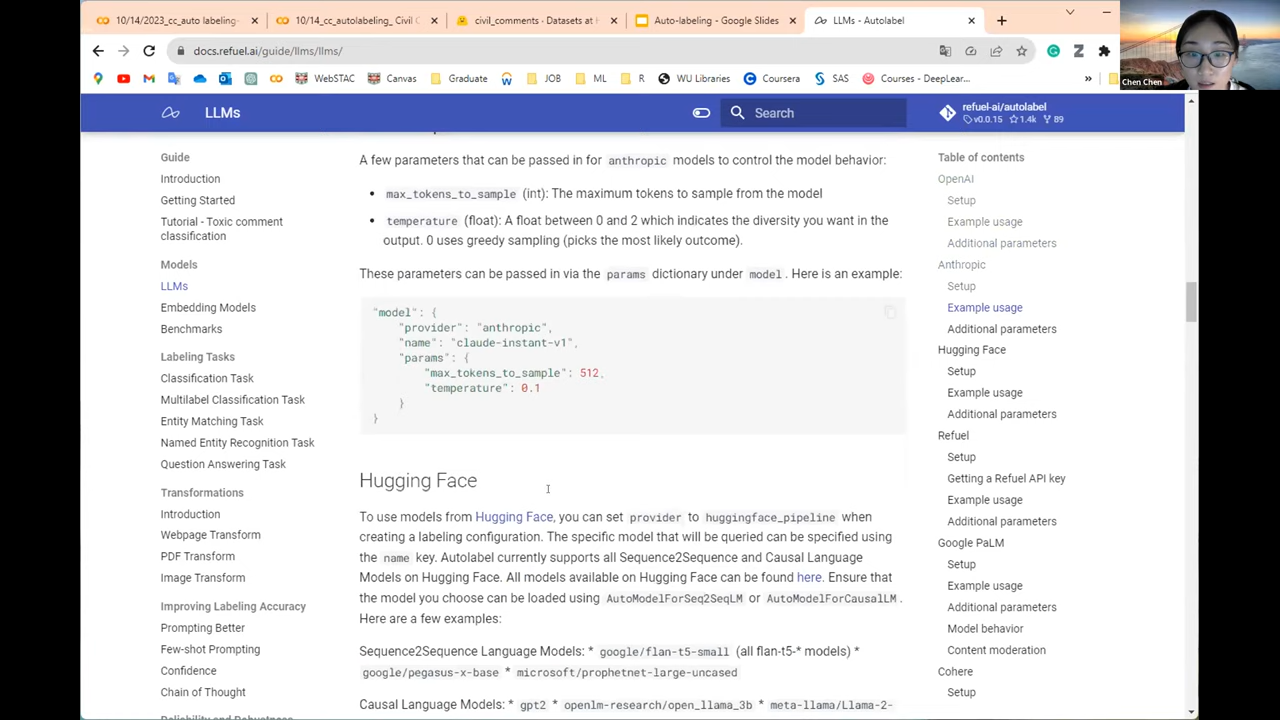 10/14/2023_cc_auto labeling-
10/14_cc_autolabeling_ Civil C
civil_comments · Datasets at H
Auto-labeling - Google Slides
LLMs - Autolabel
docs.refuel.ai/guide/llms/llms/
WebSTAC
Canvas
Graduate
JOB
ML
R
WU Libraries
Coursera
SAS
Courses - DeepLear...
Chen Chen
LLMs
Search
refuel-ai/autolabel
v0.0.15 1.4k 89
Guide
Introduction
Getting Started
Tutorial - Toxic comment
classification
Models
LLMs
Embedding Models
Benchmarks
Labeling Tasks
Classification Task
Multilabel Classification Task
Entity Matching Task
Named Entity Recognition Task
Question Answering Task
Transformations
Introduction
Webpage Transform
PDF Transform
Image Transform
Improving Labeling Accuracy
Prompting Better
Few-shot Prompting
Confidence
Chain of Thought
A few parameters that can be passed in for anthropic models to control the model behavior:
• max_tokens_to_sample (int): The maximum tokens to sample from the model
• temperature (float): A float between 0 and 2 which indicates the diversity you want in the
output. 0 uses greedy sampling (picks the most likely outcome).
These parameters can be passed in via the params dictionary under model. Here is an example:
"model": {
"provider": "anthropic",
"name": "claude-instant-v1",
"params": {
"max_tokens_to_sample": 512,
"temperature": 0.1
}
}
Hugging Face
To use models from Hugging Face, you can set provider to huggingface_pipeline when
creating a labeling configuration. The specific model that will be queried can be specified using
the name key. Autolabel currently supports all Sequence2Sequence and Causal Language
Models on Hugging Face. All models available on Hugging Face can be found here. Ensure that
the model you choose can be loaded using AutoModelForSeq2SeqLM or AutoModelForCausalLM.
Here are a few examples:
Sequence2Sequence Language Models: * google/flan-t5-small (all flan-t5-* models) *
google/pegasus-x-base * microsoft/prophetnet-large-uncased
Causal Language Models: * gpt2 * openlm-research/open_llama_3b * meta-llama/Llama-2-
Table of contents
OpenAI
Setup
Example usage
Additional parameters
Anthropic
Setup
Example usage
Additional parameters
Hugging Face
Setup
Example usage
Additional parameters
Refuel
Setup
Getting a Refuel API key
Example usage
Additional parameters
Google PaLM
Setup
Example usage
Additional parameters
Model behavior
Content moderation
Cohere
Setup